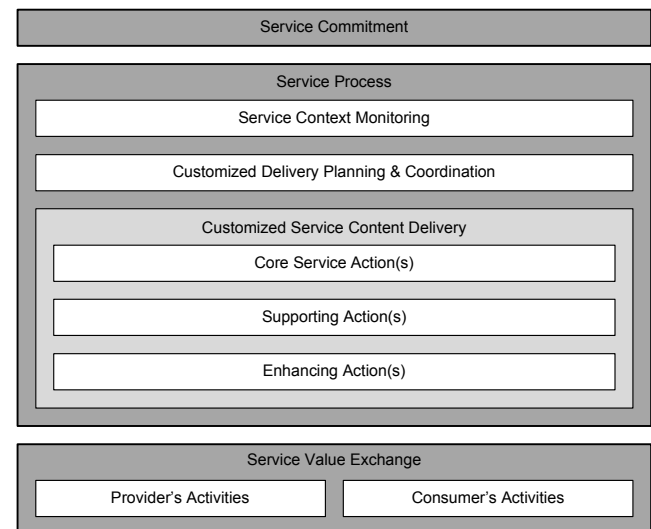 Service Commitment
Service Process
Service Context Monitoring
Customized Delivery Planning & Coordination
Customized Service Content Delivery
Core Service Action(s)
Supporting Action(s)
Enhancing Action(s)
Service Value Exchange
Provider's Activities
Consumer's Activities